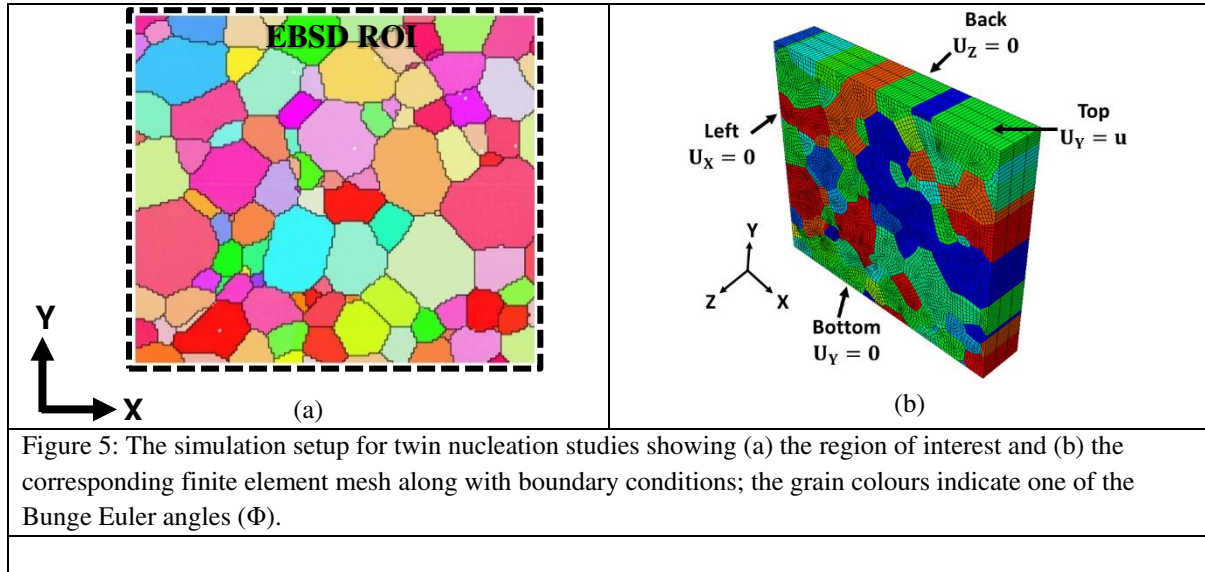 EBSD ROI
Y
X
(a)
Back
U_Z = 0
Top
U_Y = u
Left
U_X = 0
Y
Z
X
Bottom
U_Y = 0
(b)
Figure 5: The simulation setup for twin nucleation studies showing (a) the region of interest and (b) the
corresponding finite element mesh along with boundary conditions; the grain colours indicate one of the
Bunge Euler angles (Φ).